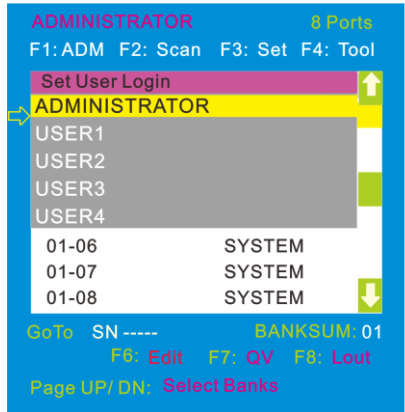 ADMINISTRATOR 8 Ports
F1: ADM F2: Scan F3: Set F4: Tool
Set User Login
ADMINISTRATOR
USER1
USER2
USER3
USER4
01-06 SYSTEM
01-07 SYSTEM
01-08 SYSTEM
GoTo SN ----- BANKSUM: 01
F6: Edit F7: QV F8: Lout
Page UP/ DN: Select Banks